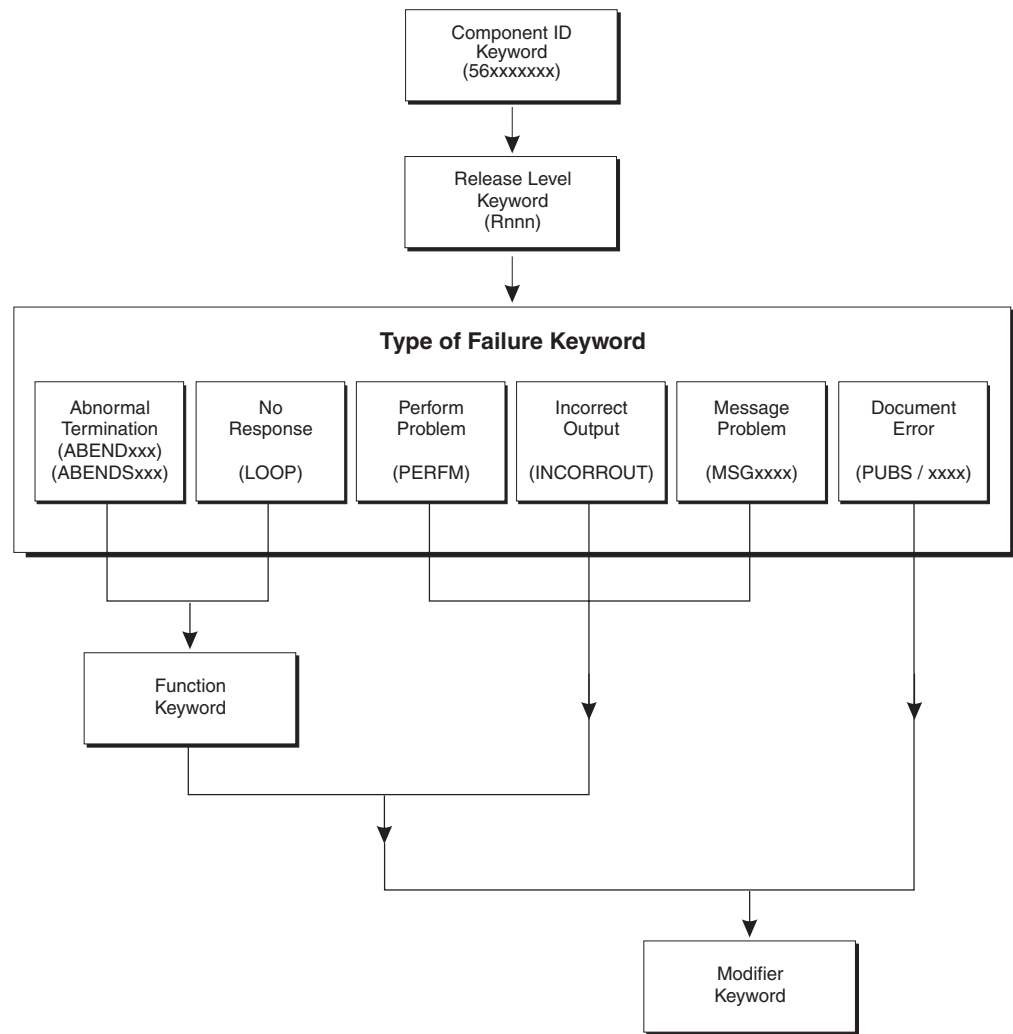 Component ID
Keyword
(56xxxxxxx)
Release Level
Keyword
(Rnnn)
Type of Failure Keyword
Abnormal
Termination
(ABENDxxx)
(ABENDSxxx)
No
Response
(LOOP)
Perform
Problem
(PERFM)
Incorrect
Output
(INCORROUT)
Message
Problem
(MSGxxxx)
Document
Error
(PUBS / xxxx)
Function
Keyword
Modifier
Keyword